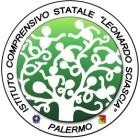 ISTITUTO COMPRENSIVO STATALE "LEONARDO SCIASCIA"
PALERMO